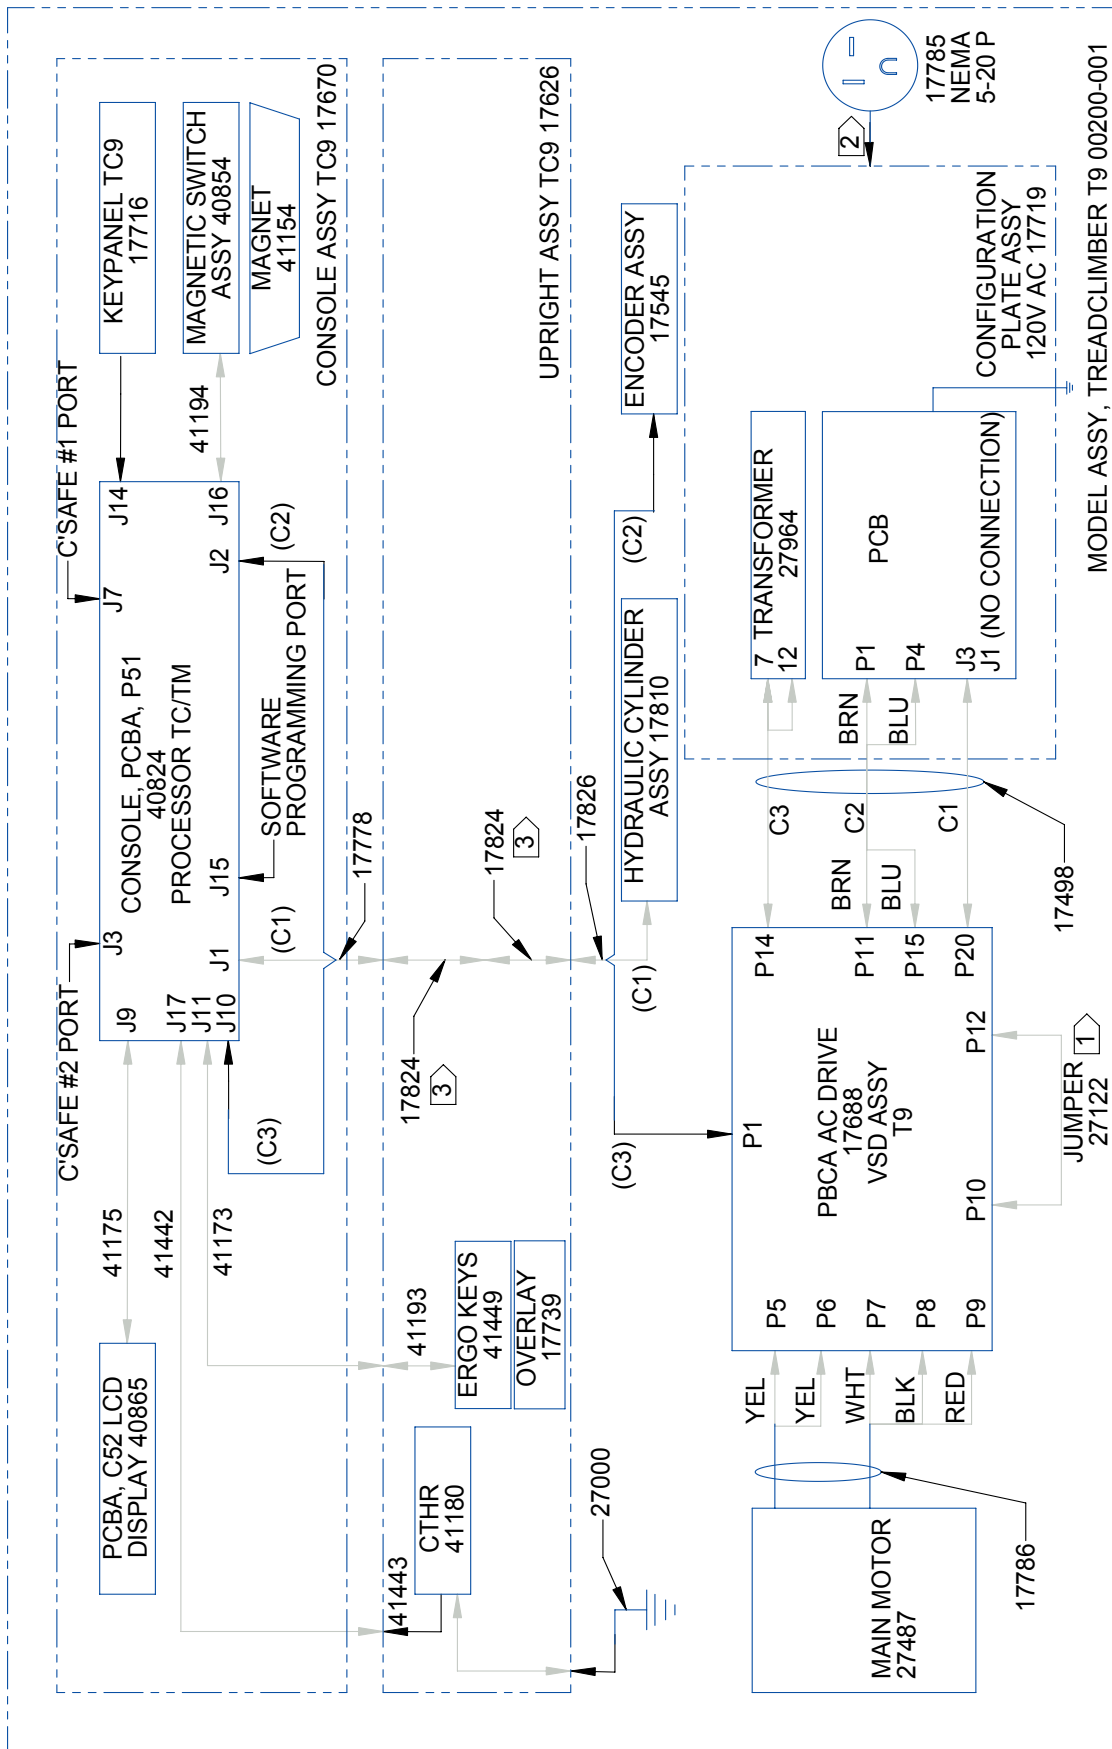 C'SAFE #2 PORT
C'SAFE #1 PORT
PCBA, C52 LCD
DISPLAY 40865
41175
41442
41173
J9
J3
J7
J14
J17
J11
J10
J1
J15
J2
J16
CONSOLE, PCBA, P51
40824
PROCESSOR TC/TM
KEYPANEL TC9
17716
MAGNETIC SWITCH
ASSY 40854
MAGNET
41154
41194
SOFTWARE
PROGRAMMING PORT
(C3)
(C1)
(C2)
17778
CONSOLE ASSY TC9 17670
41443
CTHR
41180
41193
ERGO KEYS
41449
OVERLAY
17739
17824
3
17824
3
UPRIGHT ASSY TC9 17626
27000
17826
(C3)
(C1)
(C2)
HYDRAULIC CYLINDER
ASSY 17810
ENCODER ASSY
17545
MAIN MOTOR
27487
17786
YEL
YEL
WHT
BLK
RED
P5
P6
P7
P8
P9
P1
PBCA AC DRIVE
17688
VSD ASSY
T9
P10
P12
P14
P11
P15
P20
JUMPER
27122
1
BRN
BLU
C3
C2
C1
17498
BRN
BLU
7 TRANSFORMER
12
27964
P1
P4
J3
J1 (NO CONNECTION)
PCB
CONFIGURATION
PLATE ASSY
120V AC 17719
2
17785
NEMA
5-20 P
MODEL ASSY, TREADCLIMBER T9 00200-001